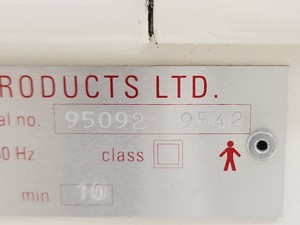 RODUCTS LTD.
al no. 95092 9542
0 Hz class
min 10